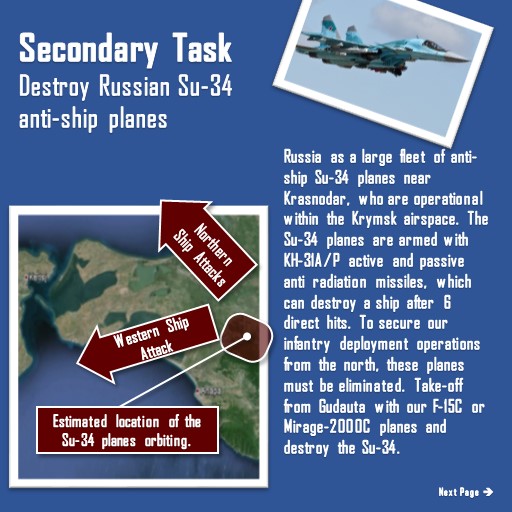 Secondary Task
Destroy Russian Su-34
anti-ship planes
Russia as a large fleet of anti-
ship Su-34 planes near
Krasnodar, who are operational
within the Krymsk airspace. The
Su-34 planes are armed with
KH-31A/P active and passive
anti radiation missiles, which
can destroy a ship after 6
direct hits. To secure our
infantry deployment operations
from the north, these planes
must be eliminated. Take-off
from Gudauta with our F-15C or
Mirage-2000C planes and
destroy the Su-34.
Northern
Ship Attacks
Western Ship
Attack
Estimated location of the
Su-34 planes orbiting.
Next Page →